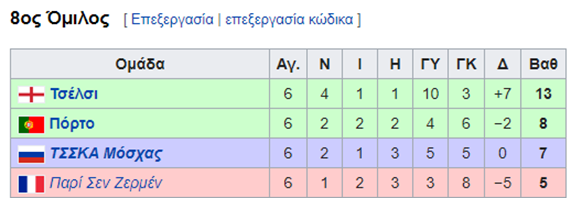 8ος Όμιλος [ Επεξεργασία | επεξεργασία κώδικα ]
Ομάδα Αγ. Ν Ι Η ΓΥ ΓΚ Δ Βαθ
Τσέλσι 6 4 1 1 10 3 +7 13
Πόρτο 6 2 2 2 4 6 −2 8
ΤΣΣΚΑ Μόσχας 6 2 1 3 5 5 0 7
Παρί Σεν Ζερμέν 6 1 2 3 3 8 −5 5